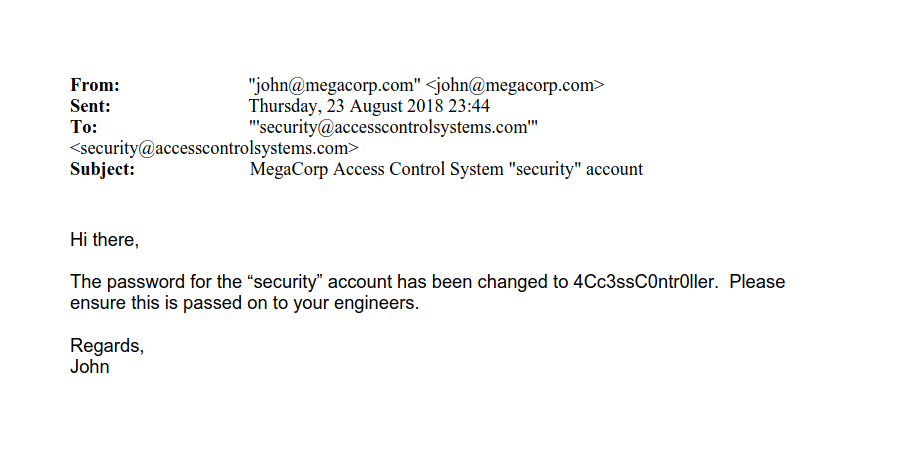 From: "john@megacorp.com" <john@megacorp.com>
Sent: Thursday, 23 August 2018 23:44
To: "'security@accesscontrolsystems.com'"
<security@accesscontrolsystems.com>
Subject: MegaCorp Access Control System "security" account
Hi there,
The password for the “security” account has been changed to 4Cc3ssC0ntr0ller.  Please
ensure this is passed on to your engineers.
Regards,
John